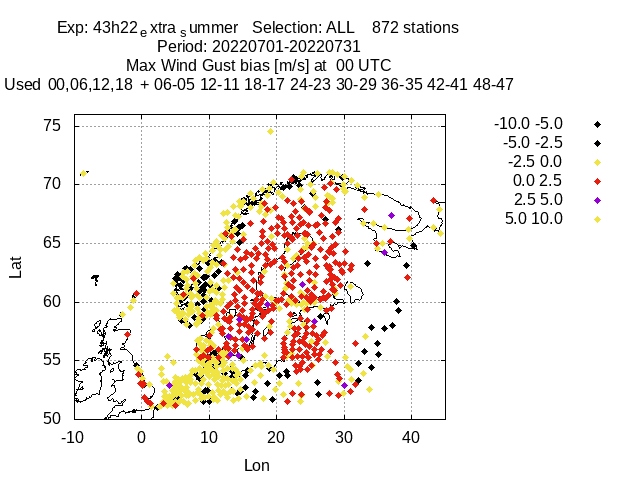 Exp: 43h22extrasummer Selection: ALL 872 stations
Period: 20220701-20220731
Max Wind Gust bias [m/s] at 00 UTC
Used 00,06,12,18 + 06-05 12-11 18-17 24-23 30-29 36-35 42-41 48-47
75
70
65
60
55
50
-10 0 10 20 30 40
Lat
Lon
-10.0 -5.0
-5.0 -2.5
-2.5 0.0
0.0 2.5
2.5 5.0
5.0 10.0